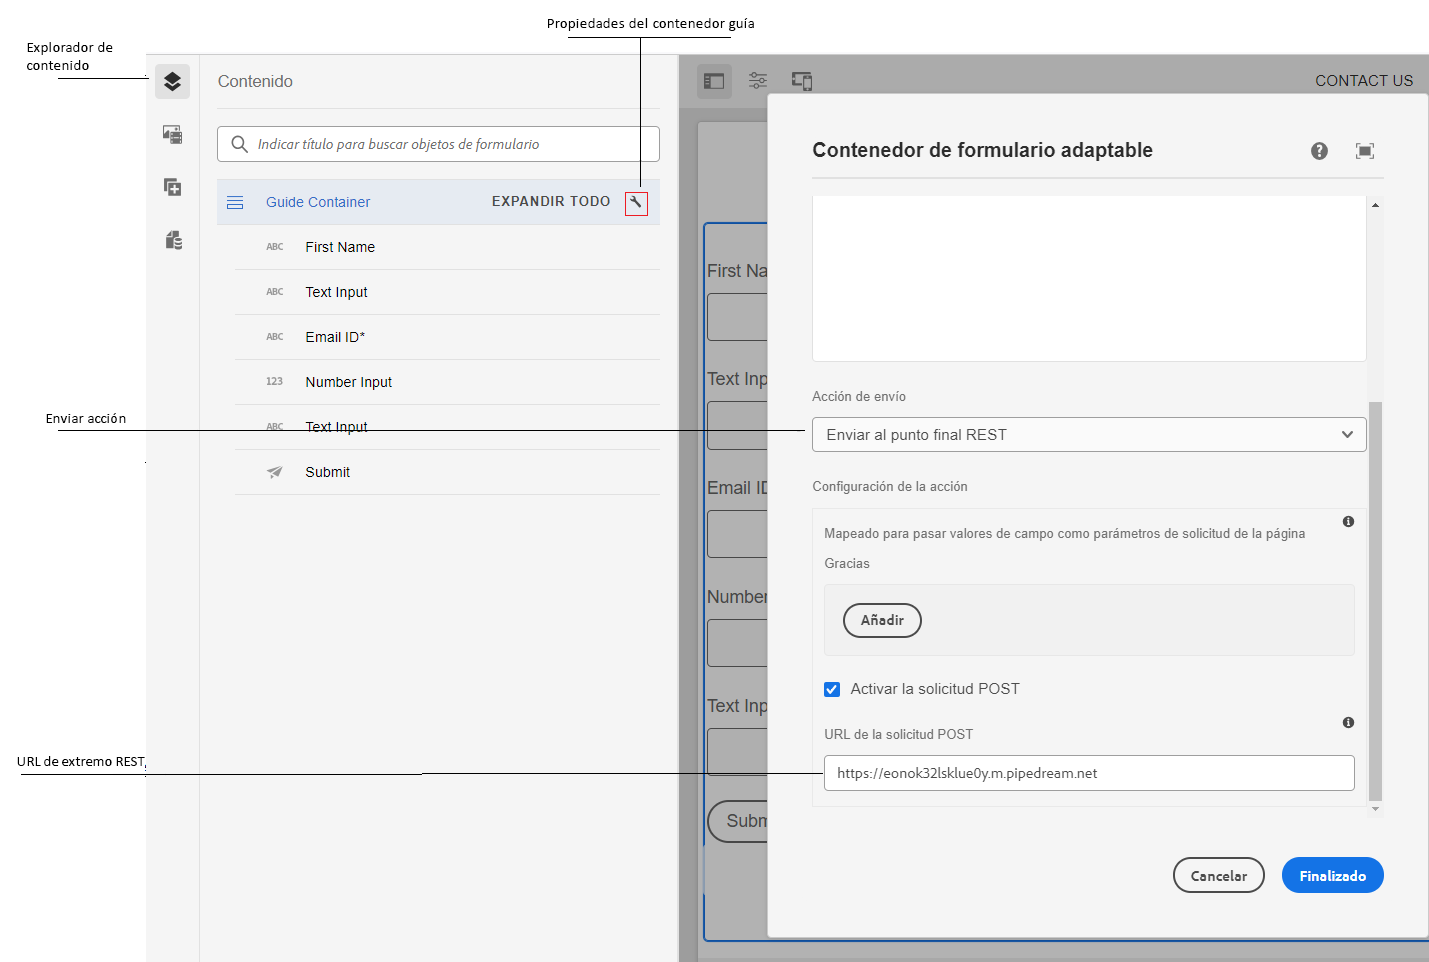 Propiedades del contenedor guía
Explorador de
contenido
Contenido
CONTACT US
Indicar título para buscar objetos de formulario
Guide Container
EXPANDIR TODO
ABC First Name
ABC Text Input
ABC Email ID*
123 Number Input
ABC Text Input
Submit
Enviar acción
URL de extremo REST,
First Na
Text Inp
Email ID
Number
Text Inp
Subm
Contenedor de formulario adaptable
Acción de envío
Enviar al punto final REST
Configuración de la acción
Mapeado para pasar valores de campo como parámetros de solicitud de la página
Gracias
Añadir
Activar la solicitud POST
URL de la solicitud POST
https://eonok32lsklue0y.m.pipedream.net
Cancelar
Finalizado